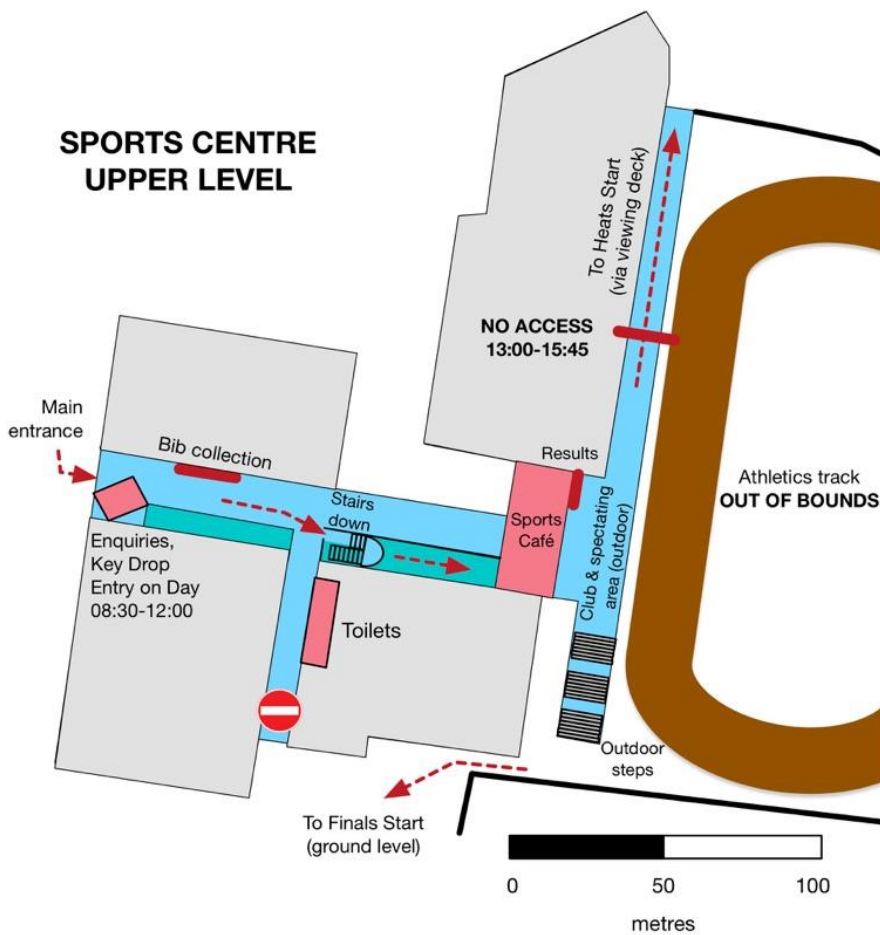 SPORTS CENTRE
UPPER LEVEL
To Heats Start
(via viewing deck)
NO ACCESS
13:00-15:45
Main
entrance
Bib collection
Results
Athletics track
OUT OF BOUNDS
Stairs
down
Sports
Café
Club & spectating
area (outdoor)
Enquiries,
Key Drop
Entry on Day
08:30-12:00
Toilets
Outdoor
steps
To Finals Start
(ground level)
0 50 100
metres